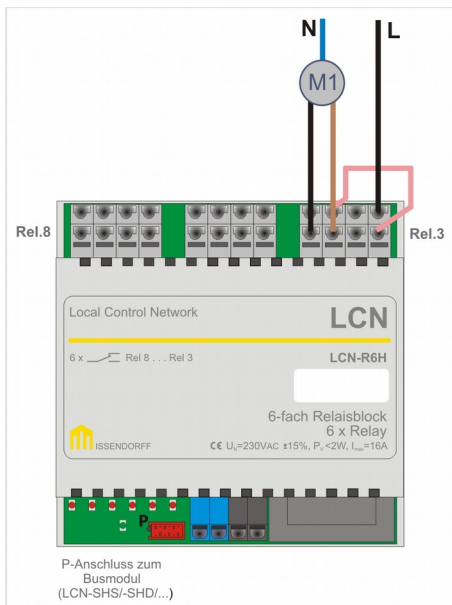 N
L
M1
Rel.8
Rel.3
Local Control Network
LCN
6 x Rel 8 . . . Rel 3
LCN-R6H
6-fach Relaisblock
6 x Relay
ISSENDORFF
C€ UN=230VAC ±15%, PV <2W, Imax=16A
P
P-Anschluss zum
Busmodul
(LCN-SHS/-SHD/...)